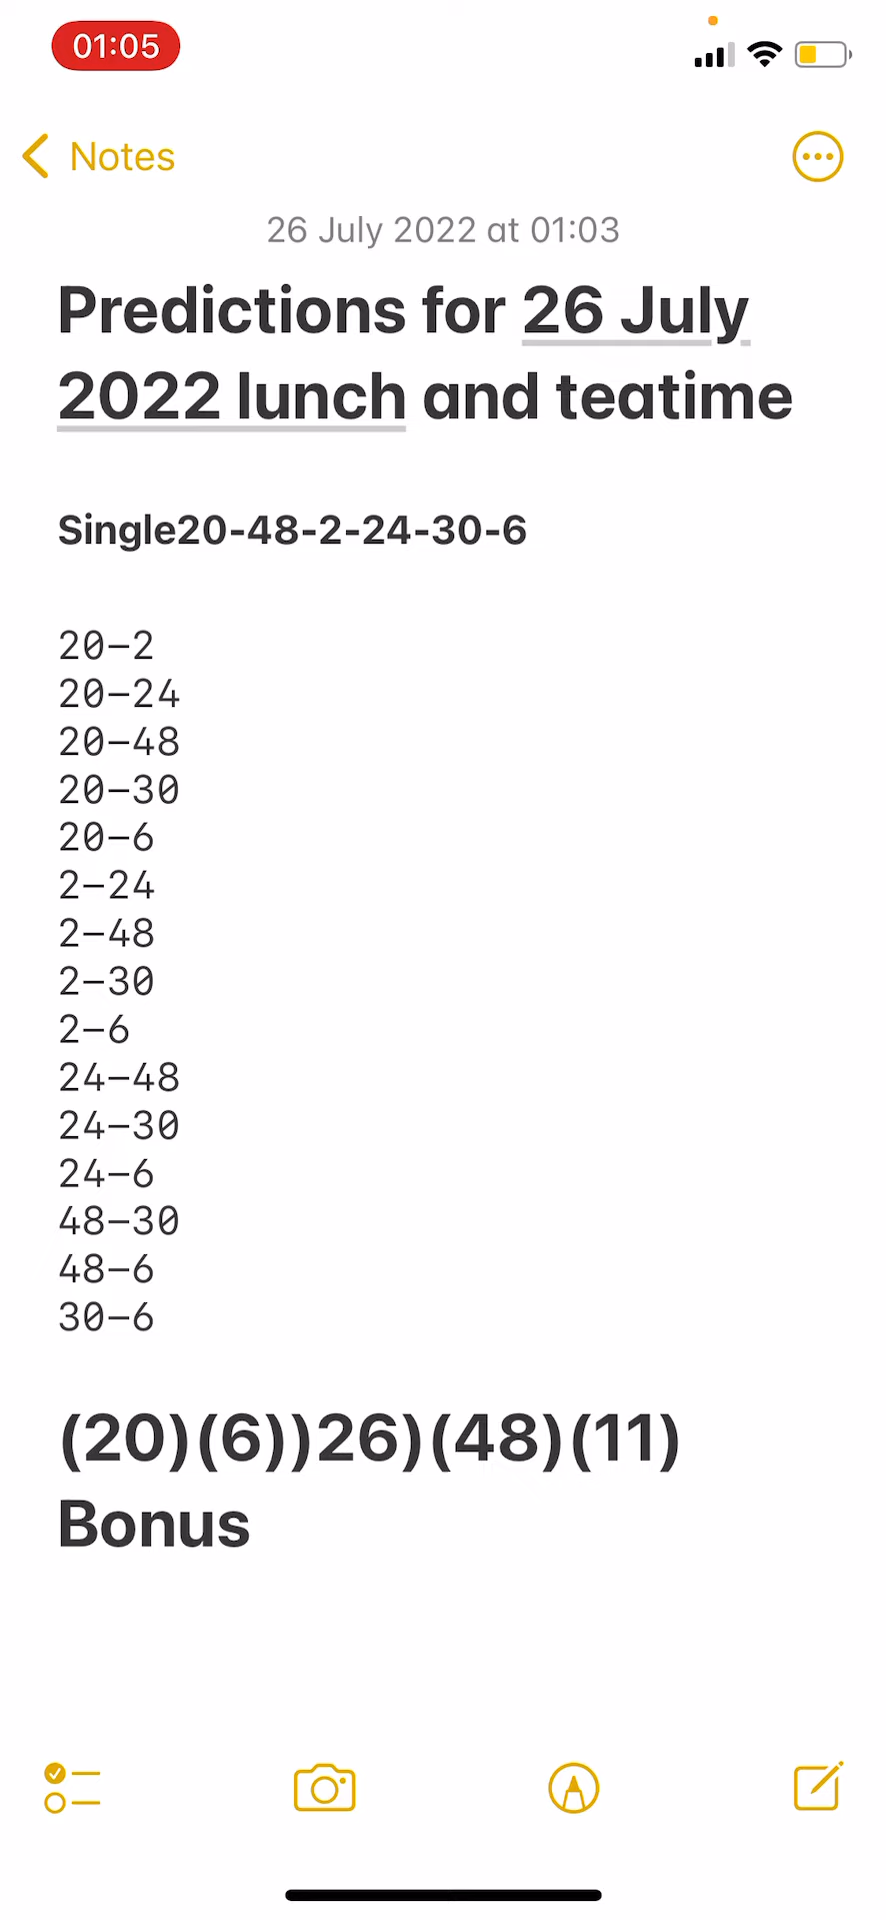 01:05
Notes
26 July 2022 at 01:03
Predictions for 26 July
2022 lunch and teatime
Single20-48-2-24-30-6
20–2
20–24
20–48
20–30
20–6
2–24
2–48
2–30
2–6
24–48
24–30
24–6
48–30
48–6
30–6
(20)(6))26)(48)(11)
Bonus